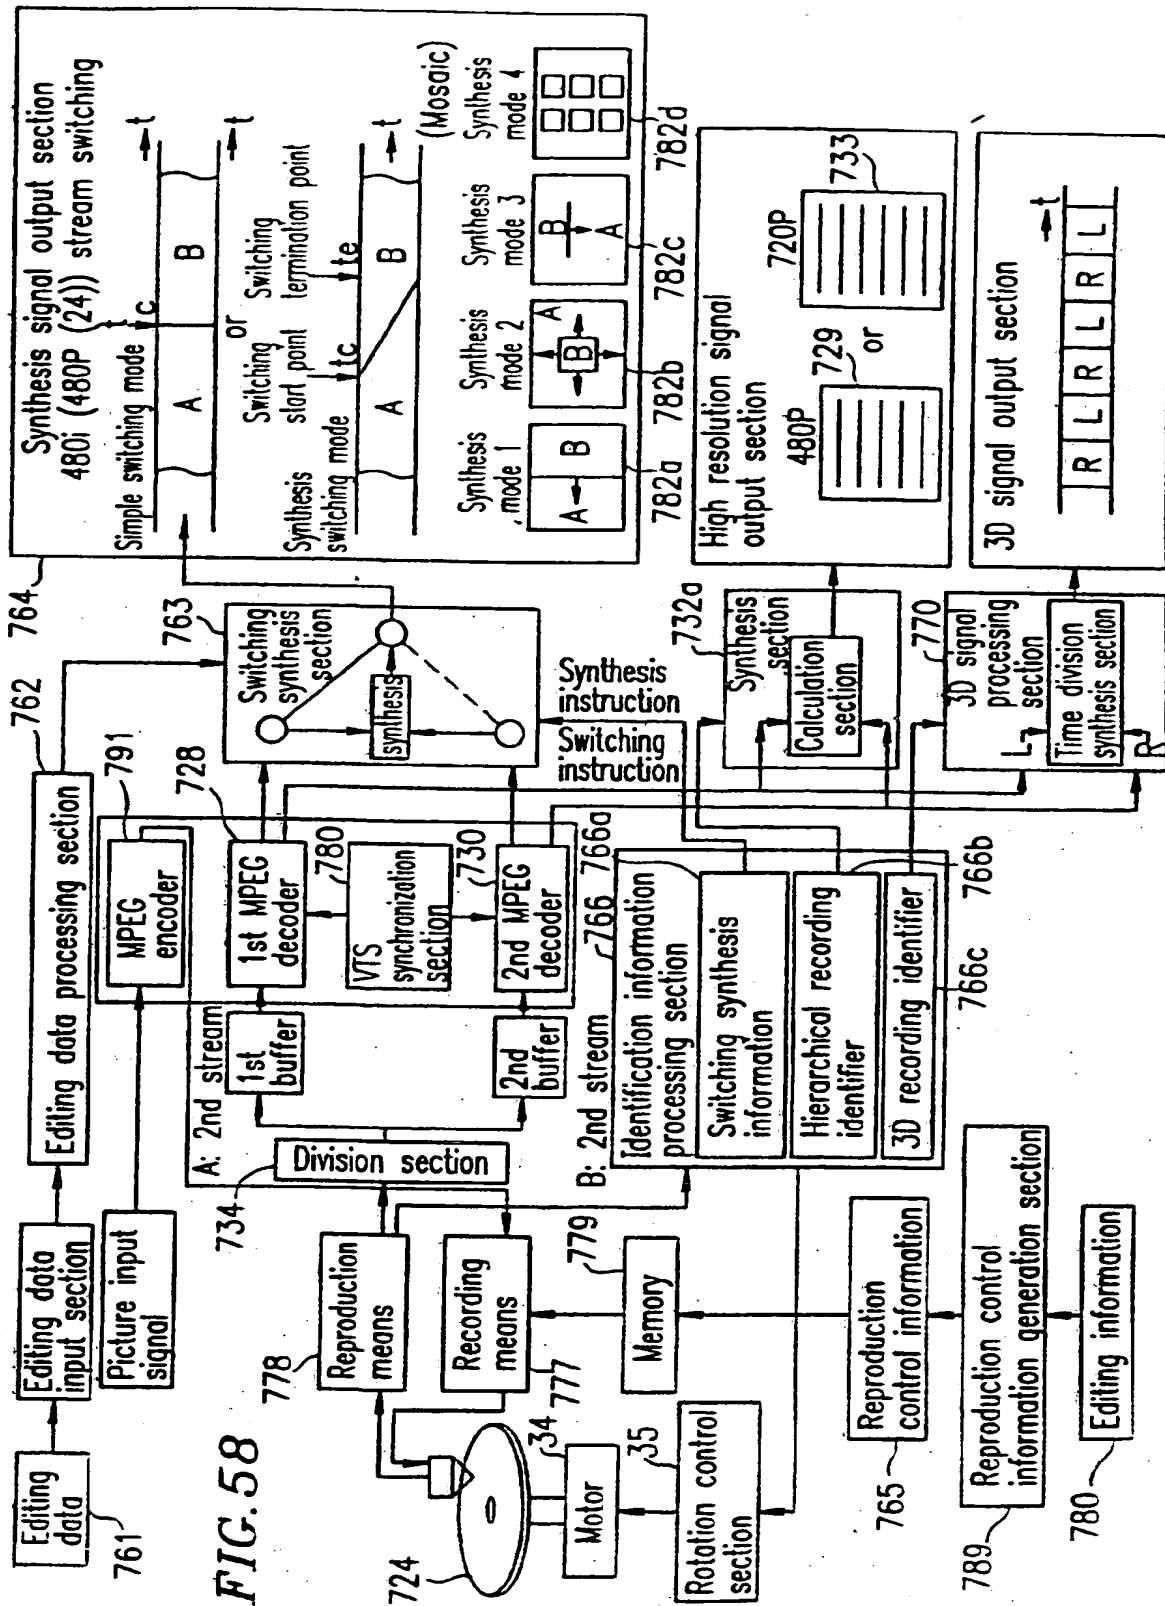 FIG. 58
Editing
data
761
Editing data
input section
Picture input
signal
Editing data processing section
762
MPEG
encoder
791
A: 2nd stream
1st buffer
2nd
buffer
Division section
734
1st MPEG
decoder
728
VTS
synchronization
section
780
2nd MPEG
decoder
730
Switching
synthesis
section
763
synthesis
Switching
instruction
Synthesis
instruction
764
Synthesis signal output section
480i (480P (24)) stream switching
Simple switching mode
t c
A
B
t
t
or
Synthesis
switching mode
Switching
start point
tc
Switching
termination point
te
A
B
t
Synthesis
mode 1
A
B
782a
Synthesis
mode 2
B
A
782b
Synthesis
mode 3
B
A
782c
(Mosaic)
Synthesis
mode 4
782d
Reproduction
means
778
Recording
means
777
724
Motor
34
Rotation control
section
35
Memory
779
B: 2nd stream
766
Identification information
processing section
Switching synthesis
information
766a
Hierarchical recording
identifier
766b
3D recording identifier
766c
Synthesis
section
732a
Calculation
section
High resolution signal
output section
480P
729
or
720P
733
770
3D signal
processing
section
L
Time division
synthesis section
R
3D signal output section
R L R L R L
t
Reproduction
control information
765
Reproduction control
information generation section
789
Editing information
780